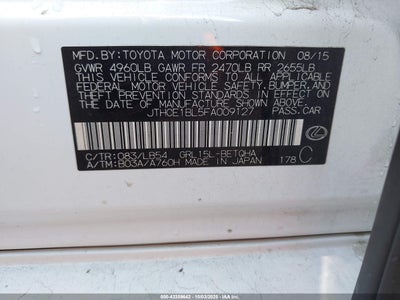 MFD.BY: TOYOTA MOTOR CORPORATION 08/15
GVWR 4960LB GAWR FR 2470LB RR 2655LB
THIS VEHICLE CONFORMS TO ALL APPLICABLE
FEDERAL MOTOR VEHICLE SAFETY, BUMPER, AND
THEFT PREVENTION STANDARDS IN EFFECT ON
THE DATE OF MANUFACTURE SHOWN ABOVE.
JTHCE1BL5FA009127 PASS.CAR
C/TR: 083/LB54 GRL15L-BETQHA
A/TM: B03A/A760H MADE IN JAPAN 178 C